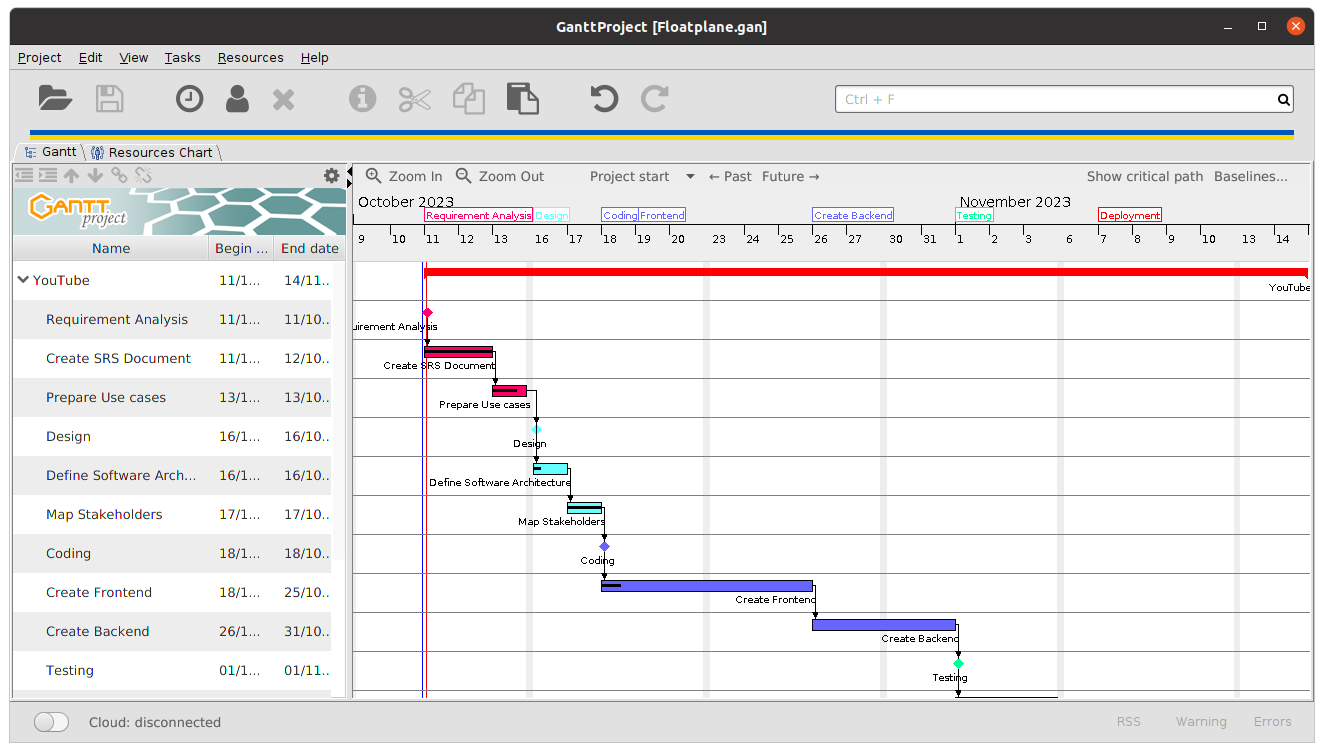 GanttProject [Floatplane.gan]
Project Edit View Tasks Resources Help
Ctrl + F
Gantt Resources Chart
Zoom In Zoom Out Project start ← Past Future → Show critical path Baselines...
GANTT project
October 2023 November 2023
Requirement Analysis Design Coding Frontend Create Backend Testing Deployment
9 10 11 12 13 16 17 18 19 20 23 24 25 26 27 30 31 1 2 3 6 7 8 9 10 13 14
Name Begin ... End date
YouTube 11/1... 14/11..
YouTube
Requirement Analysis 11/1... 11/10..
uirement Analysis
Create SRS Document 11/1... 12/10..
Create SRS Document
Prepare Use cases 13/1... 13/10..
Prepare Use cases
Design 16/1... 16/10..
Design
Define Software Arch... 16/1... 16/10..
Define Software Architecture
Map Stakeholders 17/1... 17/10..
Map Stakeholders
Coding 18/1... 18/10..
Coding
Create Frontend 18/1... 25/10..
Create Frontend
Create Backend 26/1... 31/10..
Create Backend
Testing 01/1... 01/11..
Testing
Cloud: disconnected RSS Warning Errors